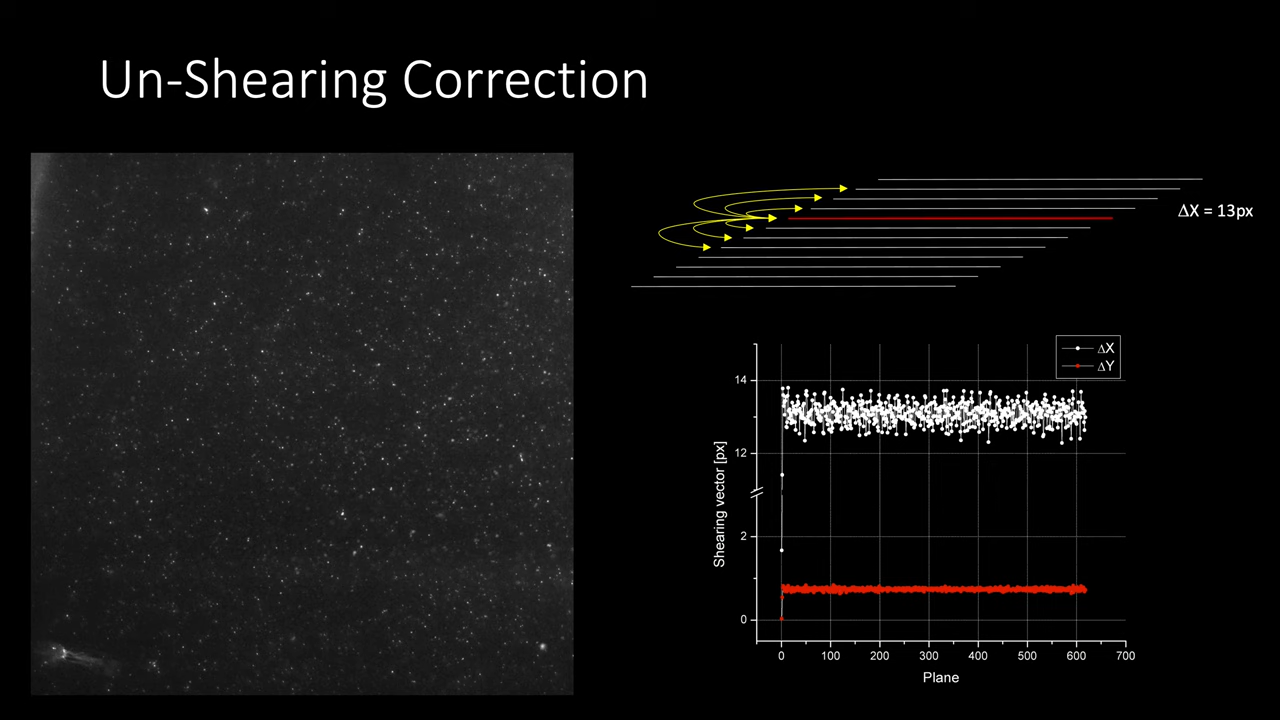 Un-Shearing Correction
ΔX = 13px
ΔX
ΔY
14
12
2
0
Shearing vector [px]
0 100 200 300 400 500 600 700
Plane